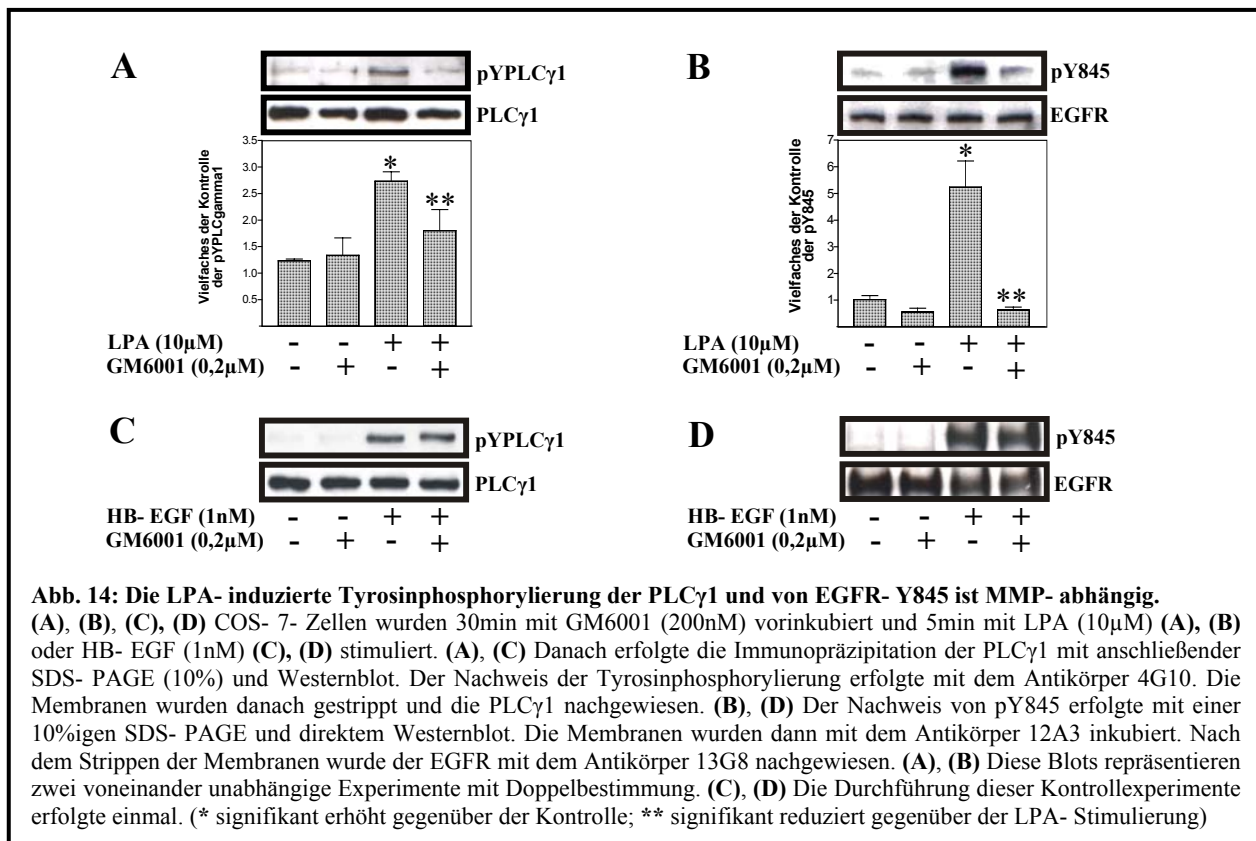 A
pYPLCγ1
PLCγ1
Vielfaches der Kontrolle
der pYPLCgamma1
3.5
3.0
2.5
2.0
1.5
1.0
0.5
*
**
LPA (10µM) - - + +
GM6001 (0,2µM) - + - +
B
pY845
EGFR
Vielfaches der Kontrolle
der pY845
7
6
5
4
3
2
1
*
**
LPA (10µM) - - + +
GM6001 (0,2µM) - + - +
C
pYPLCγ1
PLCγ1
HB- EGF (1nM) - - + +
GM6001 (0,2µM) - + - +
D
pY845
EGFR
HB- EGF (1nM) - - + +
GM6001 (0,2µM) - + - +
Abb. 14: Die LPA- induzierte Tyrosinphosphorylierung der PLCγ1 und von EGFR- Y845 ist MMP- abhängig.
(A), (B), (C), (D) COS- 7- Zellen wurden 30min mit GM6001 (200nM) vorinkubiert und 5min mit LPA (10µM) (A), (B)
oder HB- EGF (1nM) (C), (D) stimuliert. (A), (C) Danach erfolgte die Immunopräzipitation der PLCγ1 mit anschließender
SDS- PAGE (10%) und Westernblot. Der Nachweis der Tyrosinphosphorylierung erfolgte mit dem Antikörper 4G10. Die
Membranen wurden danach gestrippt und die PLCγ1 nachgewiesen. (B), (D) Der Nachweis von pY845 erfolgte mit einer
10%igen SDS- PAGE und direktem Westernblot. Die Membranen wurden dann mit dem Antikörper 12A3 inkubiert. Nach
dem Strippen der Membranen wurde der EGFR mit dem Antikörper 13G8 nachgewiesen. (A), (B) Diese Blots repräsentieren
zwei voneinander unabhängige Experimente mit Doppelbestimmung. (C), (D) Die Durchführung dieser Kontrollexperimente
erfolgte einmal. (* signifikant erhöht gegenüber der Kontrolle; ** signifikant reduziert gegenüber der LPA- Stimulierung)